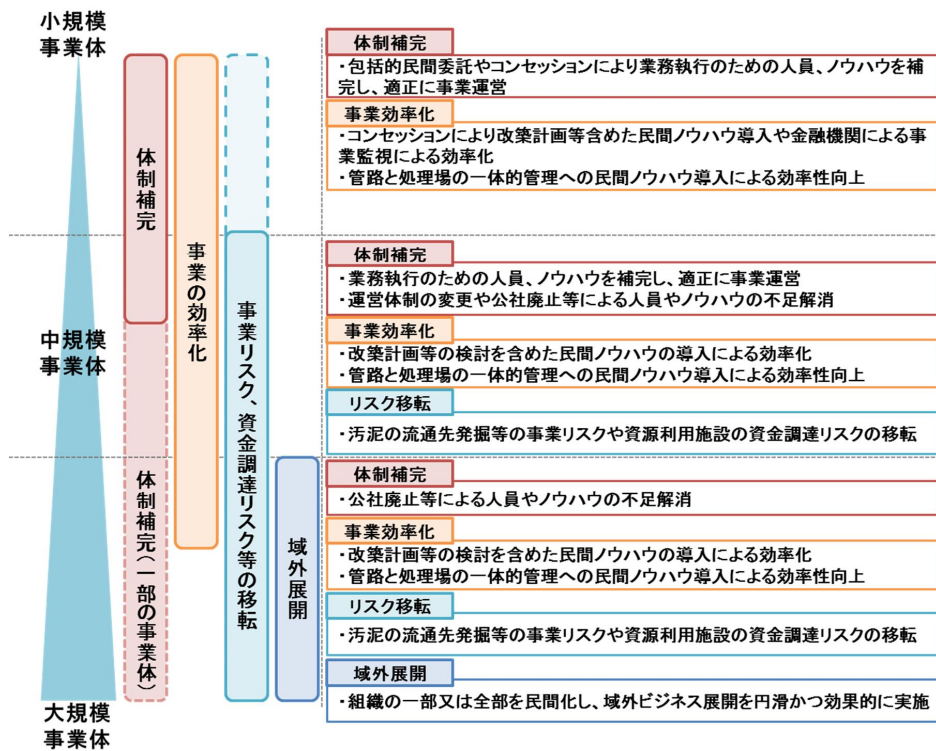 小規模
事業体
中規模
事業体
大規模
事業体
体制補完
体制補完(一部の事業体)
事業の効率化
事業リスク、資金調達リスク等の移転
域外展開
体制補完
・包括的民間委託やコンセッションにより業務執行のための人員、ノウハウを補
完し、適正に事業運営
事業効率化
・コンセッションにより改築計画等含めた民間ノウハウ導入や金融機関による事
業監視による効率化
・管路と処理場の一体的管理への民間ノウハウ導入による効率性向上
体制補完
・業務執行のための人員、ノウハウを補完し、適正に事業運営
・運営体制の変更や公社廃止等による人員やノウハウの不足解消
事業効率化
・改築計画等の検討を含めた民間ノウハウの導入による効率化
・管路と処理場の一体的管理への民間ノウハウ導入による効率性向上
リスク移転
・汚泥の流通先発掘等の事業リスクや資源利用施設の資金調達リスクの移転
体制補完
・公社廃止等による人員やノウハウの不足解消
事業効率化
・改築計画等の検討を含めた民間ノウハウの導入による効率化
・管路と処理場の一体的管理への民間ノウハウ導入による効率性向上
リスク移転
・汚泥の流通先発掘等の事業リスクや資源利用施設の資金調達リスクの移転
域外展開
・組織の一部又は全部を民間化し、域外ビジネス展開を円滑かつ効果的に実施